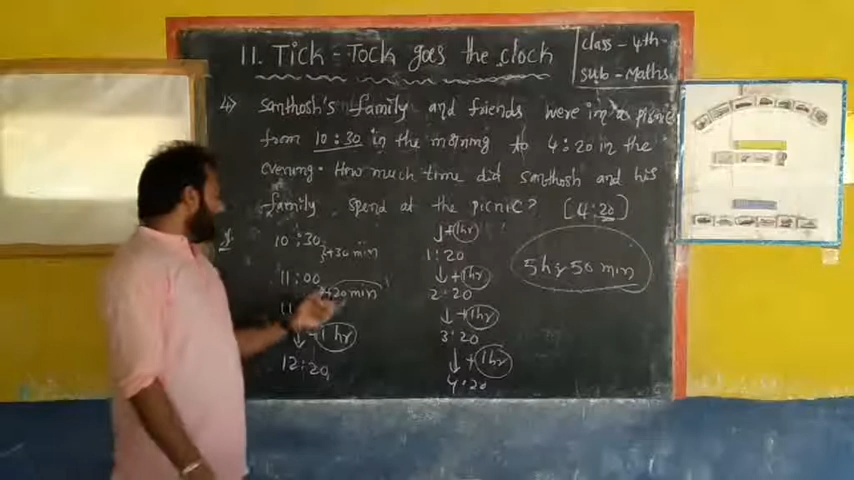 11. Tick - Tock goes the clock
class - 4th
sub - Maths
4) Santhosh's family and friends were in a picnic
from 10:30 in the morning to 4:20 in the
evening. How much time did Santhosh and his
family spend at the picnic? [4:20]
10:30
}+30 min
11:00
+20 min
11
↓ + 1 hr
12:20
↓+1hr
1:20
↓+1hr
2:20
↓+1hr
3:20
↓+1hr
4:20
5hr 50 min